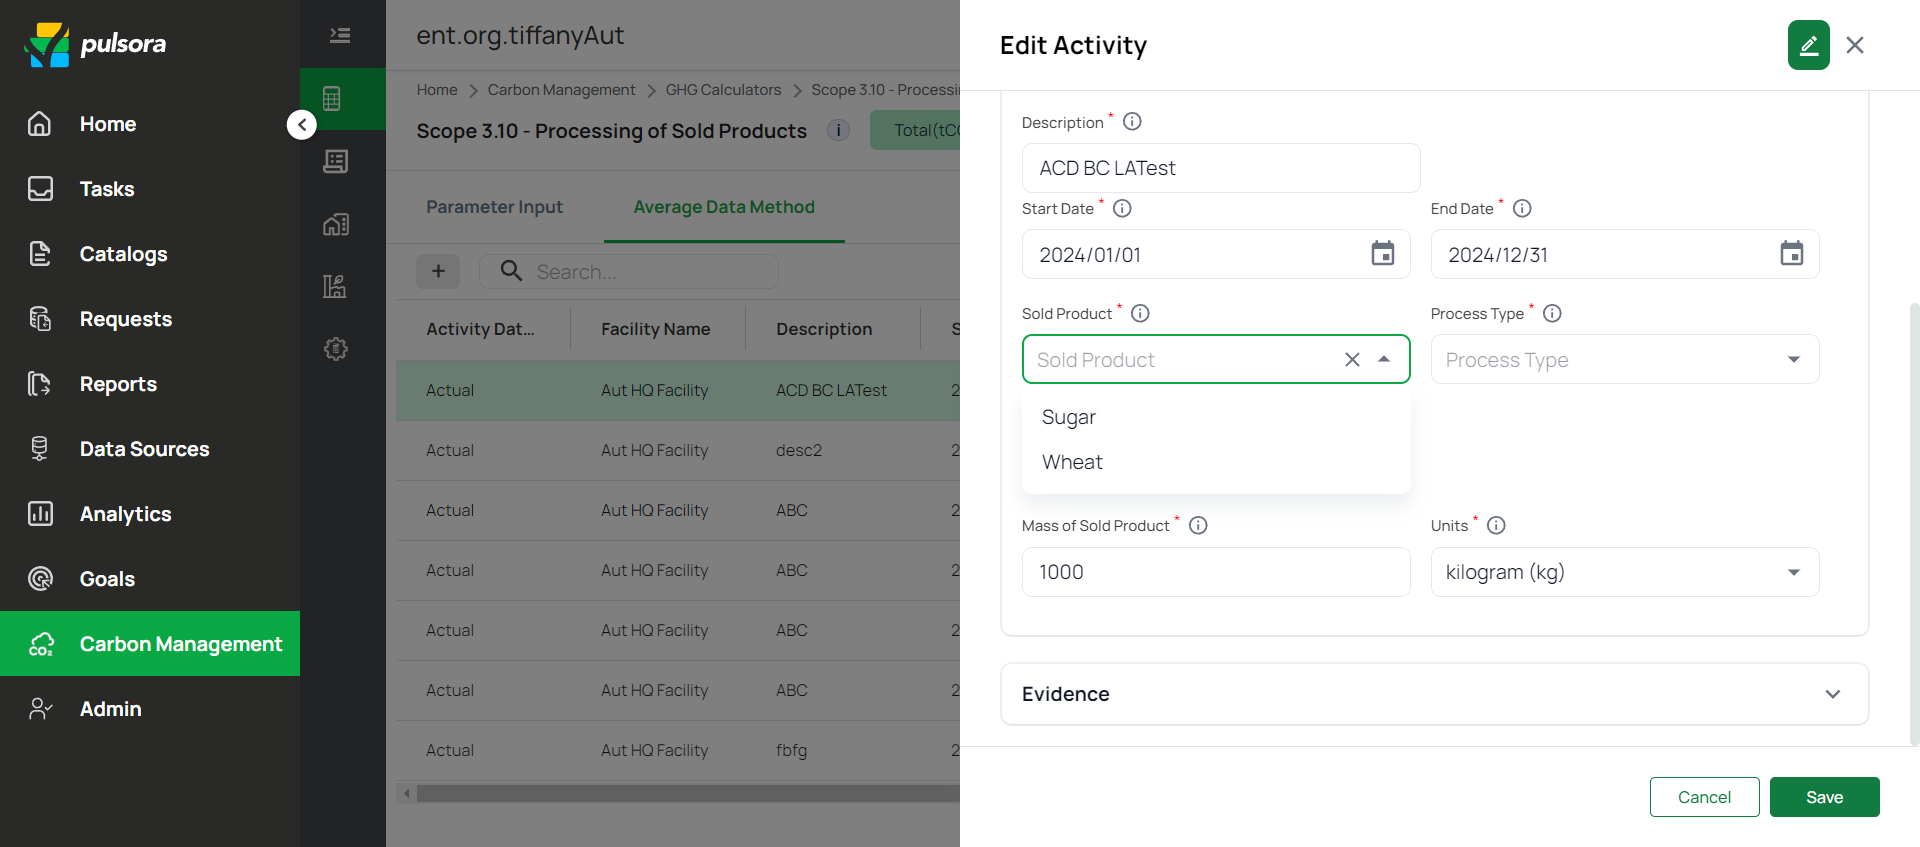 pulsora
Home
Tasks
Catalogs
Requests
Reports
Data Sources
Analytics
Goals
Carbon Management
Admin
ent.org.tiffanyAut
Home > Carbon Management > GHG Calculators > Scope 3.10 - Processi
Scope 3.10 - Processing of Sold Products i Total(tCO
Parameter Input Average Data Method
+ Search...
Activity Dat... Facility Name Description S
Actual Aut HQ Facility ACD BC LATest 2
Actual Aut HQ Facility desc2 2
Actual Aut HQ Facility ABC 2
Actual Aut HQ Facility ABC 2
Actual Aut HQ Facility ABC 2
Actual Aut HQ Facility ABC 2
Actual Aut HQ Facility fbfg 2
Edit Activity
Description *
ACD BC LATest
Start Date * End Date *
2024/01/01 2024/12/31
Sold Product * Process Type *
Sold Product Process Type
Sugar
Wheat
Mass of Sold Product * Units *
1000 kilogram (kg)
Evidence
Cancel Save